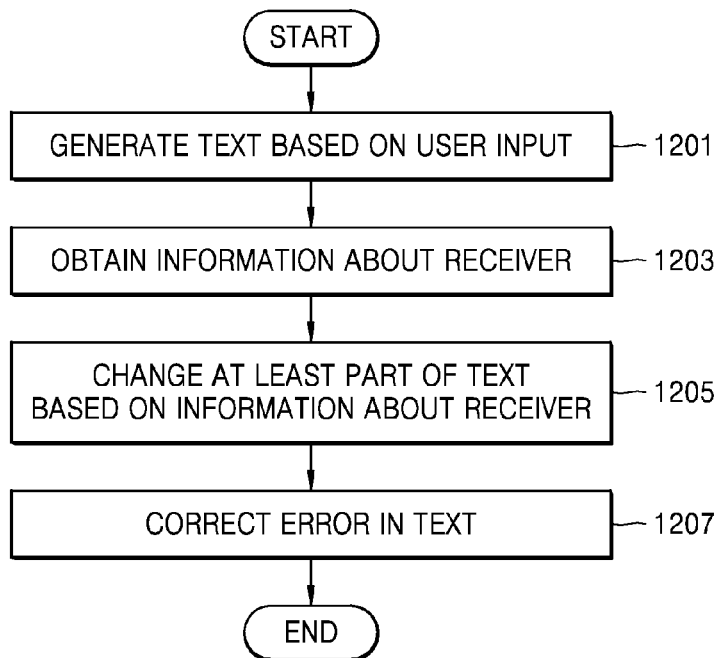 START
GENERATE TEXT BASED ON USER INPUT
1201
OBTAIN INFORMATION ABOUT RECEIVER
1203
CHANGE AT LEAST PART OF TEXT
BASED ON INFORMATION ABOUT RECEIVER
1205
CORRECT ERROR IN TEXT
1207
END